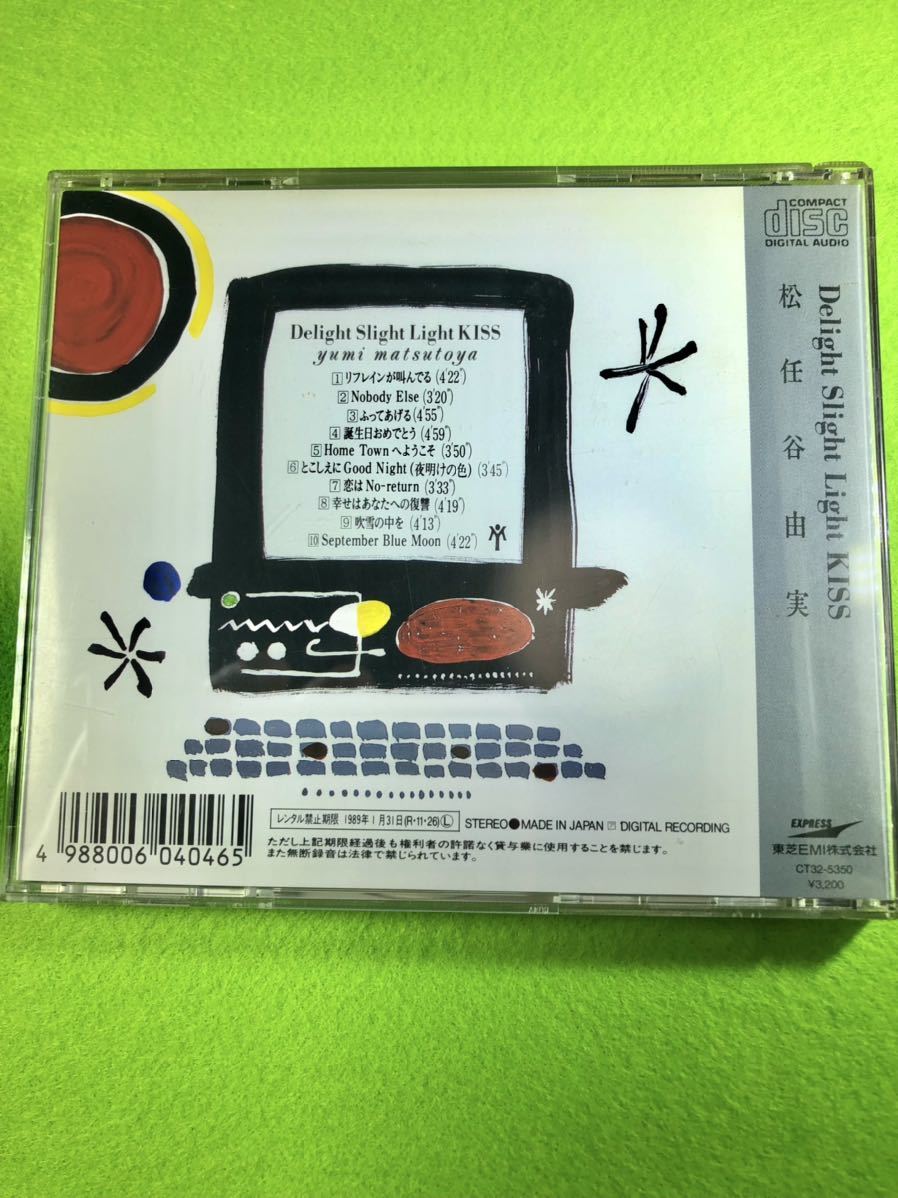 Delight Slight Light KISS
yumi matsutoya
1 リフレインが叫んでる (4'22")
2 Nobody Else (3'20")
3 ふってあげる (4'55")
4 誕生日おめでとう (4'59")
5 Home Townへようこそ (3'50")
6 とこしえにGood Night (夜明けの色) (3'45")
7 恋はNo-return (3'33")
8 幸せはあなたへの復讐 (4'19")
9 吹雪の中を (4'13")
10 September Blue Moon (4'22")
COMPACT
disc
DIGITAL AUDIO
Delight Slight Light KISS
松任谷由実
EXPRESS
東芝EMI株式会社
CT32-5350
¥3,200
4 988006 040465
レンタル禁止期限 1989年1月31日(R・11・26)Ⓛ STEREO●MADE IN JAPAN Ⓟ DIGITAL RECORDING
ただし上記期限経過後も権利者の許諾なく貸与業に使用することを禁じます。
また無断録音は法律で禁じられています。